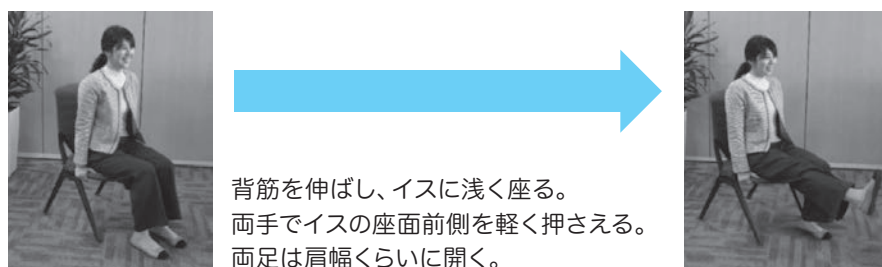 背筋を伸ばし、イスに浅く座る。
両手でイスの座面前側を軽く押さえる。
両足は肩幅くらいに開く。